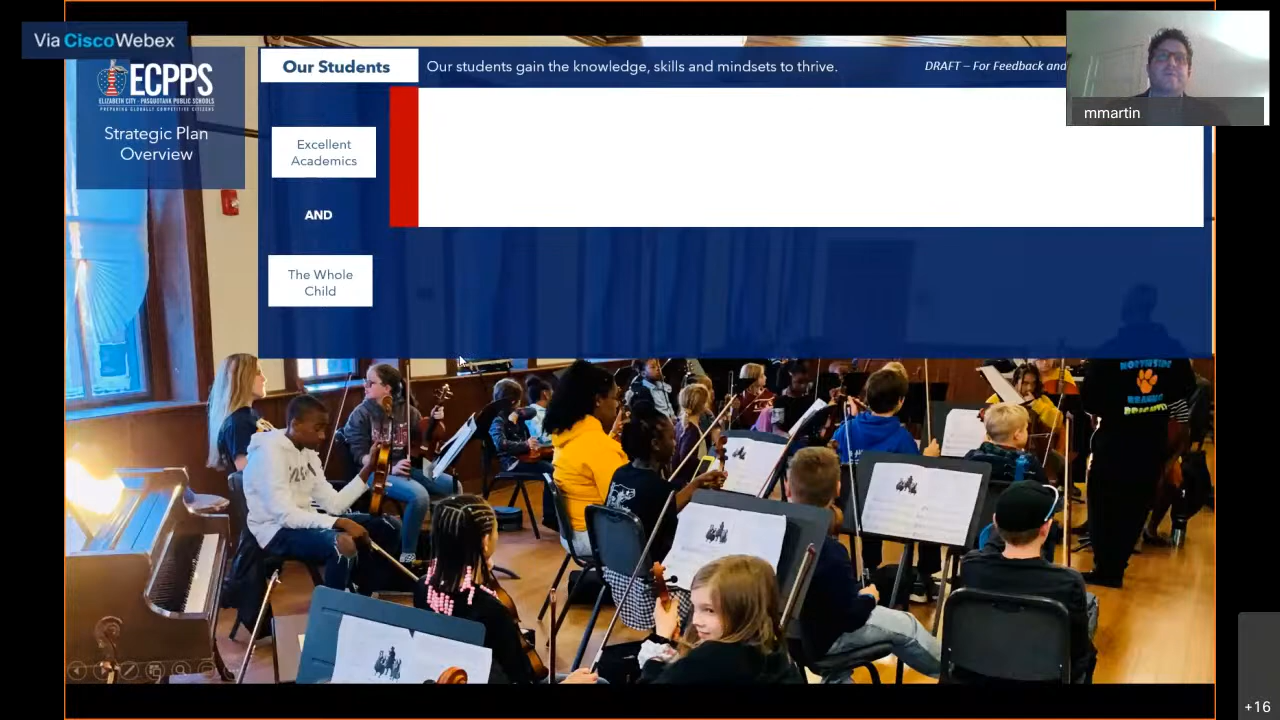 Via CiscoWebex
ECPPS
ELIZABETH CITY - PASQUOTANK PUBLIC SCHOOLS
PREPARING GLOBALLY COMPETITIVE CITIZENS
Strategic Plan
Overview
Our Students
Our students gain the knowledge, skills and mindsets to thrive.
DRAFT – For Feedback and
mmartin
Excellent
Academics
AND
The Whole
Child
NORTHSIDE
+16